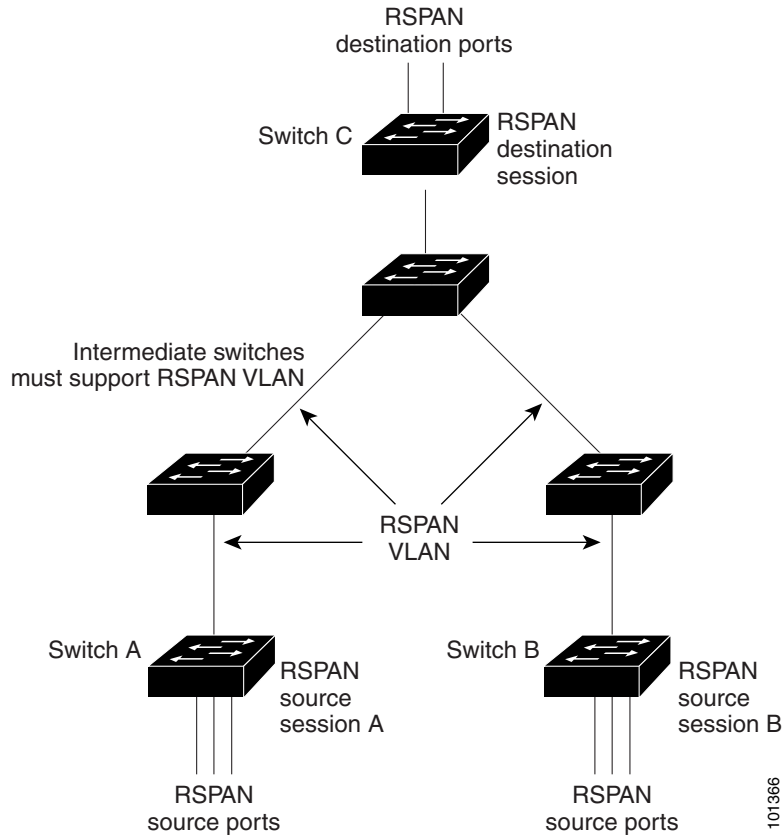 RSPAN
destination ports
Switch C
RSPAN
destination
session
Intermediate switches
must support RSPAN VLAN
RSPAN
VLAN
Switch A
RSPAN
source
session A
Switch B
RSPAN
source
session B
RSPAN
source ports
RSPAN
source ports
101366